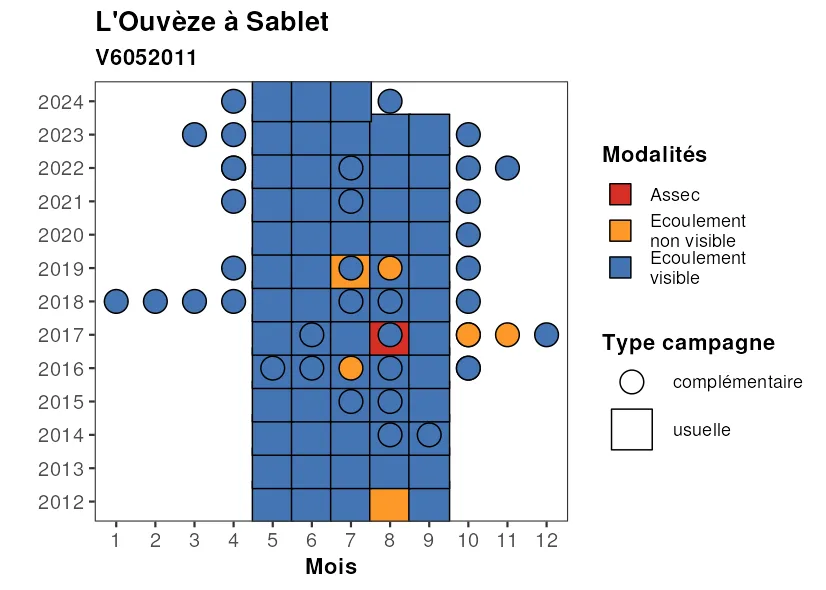 L'Ouvèze à Sablet
V6052011
2024
2023
2022
2021
2020
2019
2018
2017
2016
2015
2014
2013
2012
1 2 3 4 5 6 7 8 9 10 11 12
Mois
Modalités
Assec
Ecoulement
non visible
Ecoulement
visible
Type campagne
complémentaire
usuelle